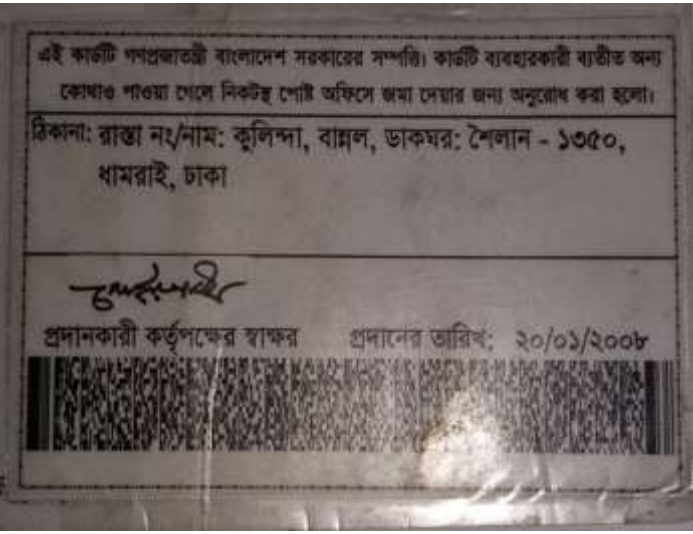 এই কার্ডটি গণপ্রজাতন্ত্রী বাংলাদেশ সরকারের সম্পত্তি। কার্ডটি ব্যবহারকারী ব্যতীত অন্য
কোথাও পাওয়া গেলে নিকটস্থ পোষ্ট অফিসে জমা দেয়ার জন্য অনুরোধ করা হলো।
ঠিকানা: রাস্তা নং/নাম: কুলিন্দা, বান্নল, ডাকঘর: শৈলান - ১৩৫০,
ধামরাই, ঢাকা
প্রদানকারী কর্তৃপক্ষের স্বাক্ষর প্রদানের তারিখ: ২০/০১/২০০৮